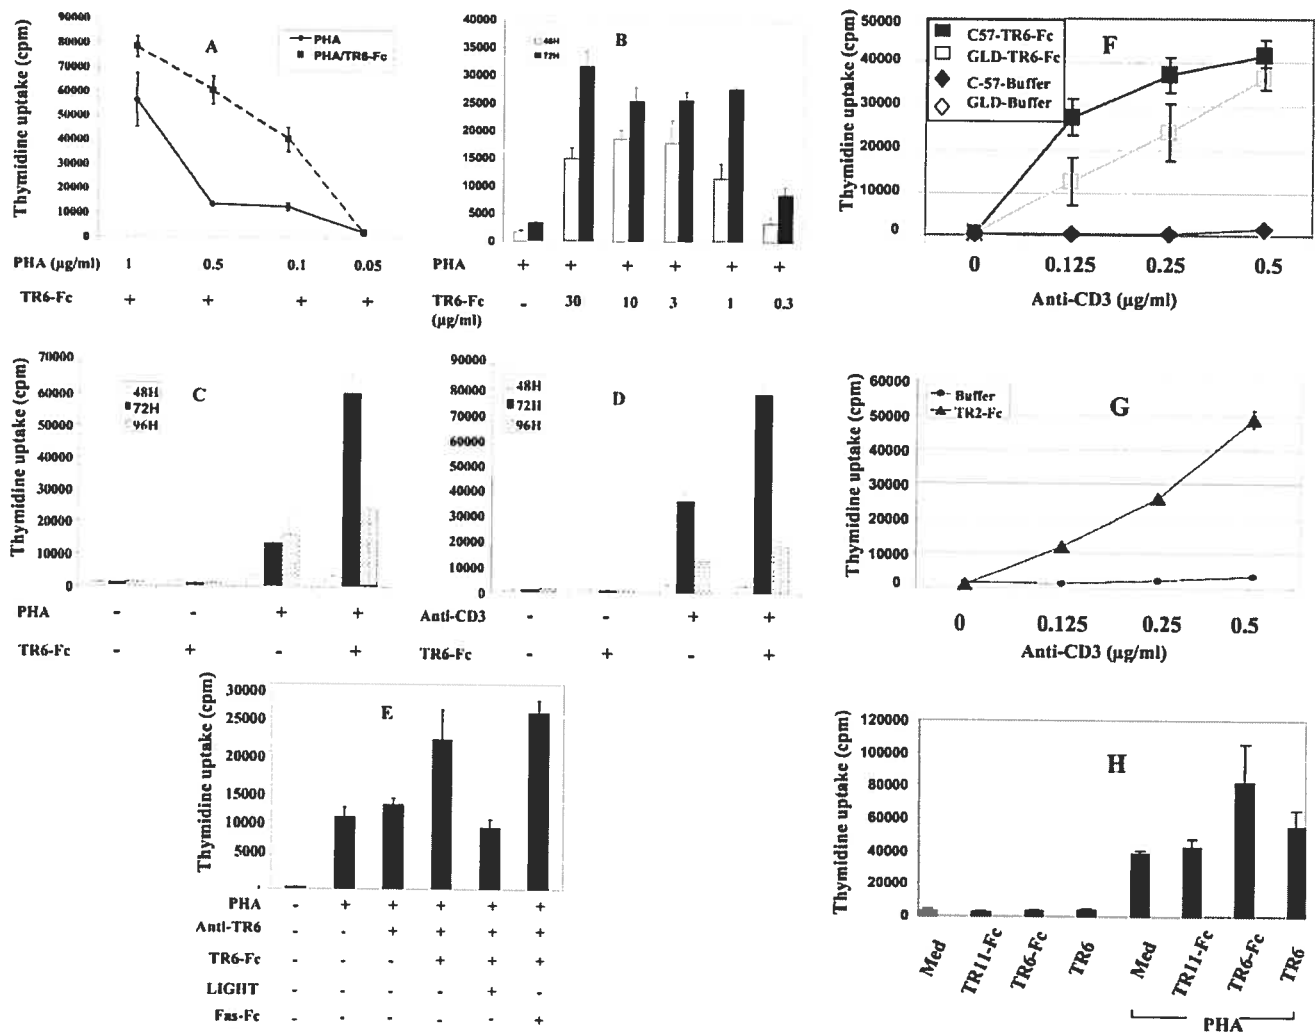 A
Thymidine uptake (cpm)
90000
80000
70000
60000
50000
40000
30000
20000
10000
0
PHA
PHA/TR6-Fc
PHA (µg/ml) 1 0.5 0.1 0.05
TR6-Fc + + + +
B
Thymidine uptake (cpm)
40000
35000
30000
25000
20000
15000
10000
5000
0
48H
72H
PHA + + + + + +
TR6-Fc - 30 10 3 1 0.3
(µg/ml)
F
Thymidine uptake (cpm)
50000
40000
30000
20000
10000
0
C57-TR6-Fc
GLD-TR6-Fc
C-57-Buffer
GLD-Buffer
0 0.125 0.25 0.5
Anti-CD3 (µg/ml)
C
Thymidine uptake (cpm)
70000
60000
50000
40000
30000
20000
10000
0
48H
72H
96H
PHA - - + +
TR6-Fc - + - +
D
90000
80000
70000
60000
50000
40000
30000
20000
10000
0
48H
72H
96H
Anti-CD3 - - + +
TR6-Fc - + - +
G
Thymidine uptake (cpm)
60000
50000
40000
30000
20000
10000
0
Buffer
TR2-Fc
0 0.125 0.25 0.5
Anti-CD3 (µg/ml)
E
Thymidine uptake (cpm)
30000
25000
20000
15000
10000
5000
PHA - + + + + +
Anti-TR6 - - + + + +
TR6-Fc - - - + + +
LIGHT - - - - + -
Fas-Fc - - - - - +
H
Thymidine uptake (cpm)
120000
100000
80000
60000
40000
20000
0
Med TR11-Fc TR6-Fc TR6 Med TR11-Fc TR6-Fc TR6
PHA